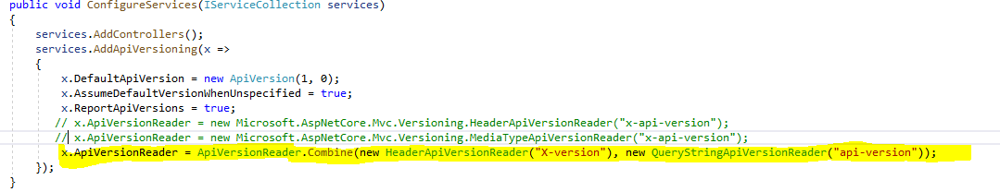 public void ConfigureServices(IServiceCollection services)
{
services.AddControllers();
services.AddApiVersioning(x =>
{
x.DefaultApiVersion = new ApiVersion(1, 0);
x.AssumeDefaultVersionWhenUnspecified = true;
x.ReportApiVersions = true;
// x.ApiVersionReader = new Microsoft.AspNetCore.Mvc.Versioning.HeaderApiVersionReader("x-api-version");
// x.ApiVersionReader = new Microsoft.AspNetCore.Mvc.Versioning.MediaTypeApiVersionReader("x-api-version");
x.ApiVersionReader = ApiVersionReader.Combine(new HeaderApiVersionReader("X-version"), new QueryStringApiVersionReader("api-version"));
});
}